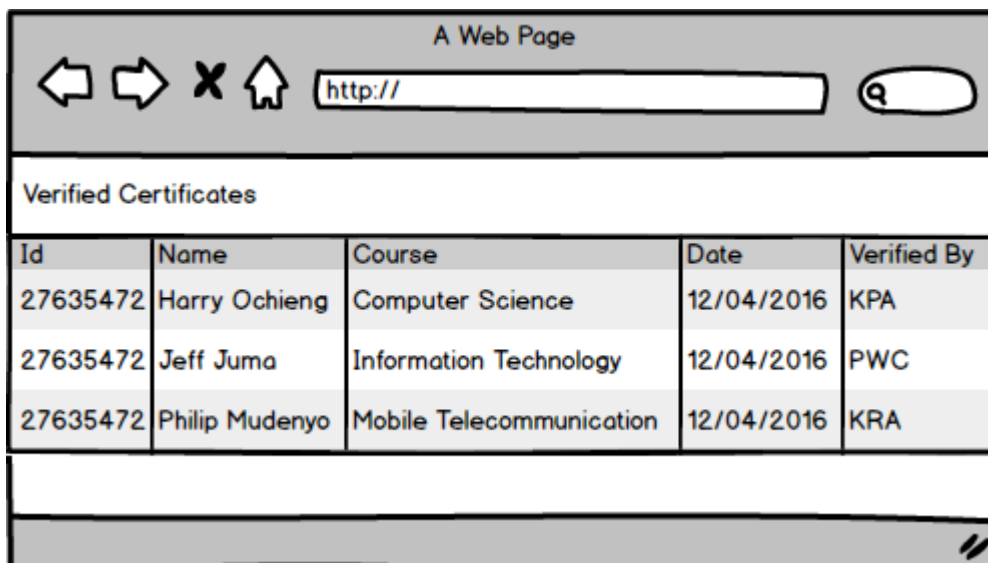 A Web Page
http://
Verified Certificates
Id Name Course Date Verified By
27635472 Harry Ochieng Computer Science 12/04/2016 KPA
27635472 Jeff Juma Information Technology 12/04/2016 PWC
27635472 Philip Mudenyo Mobile Telecommunication 12/04/2016 KRA